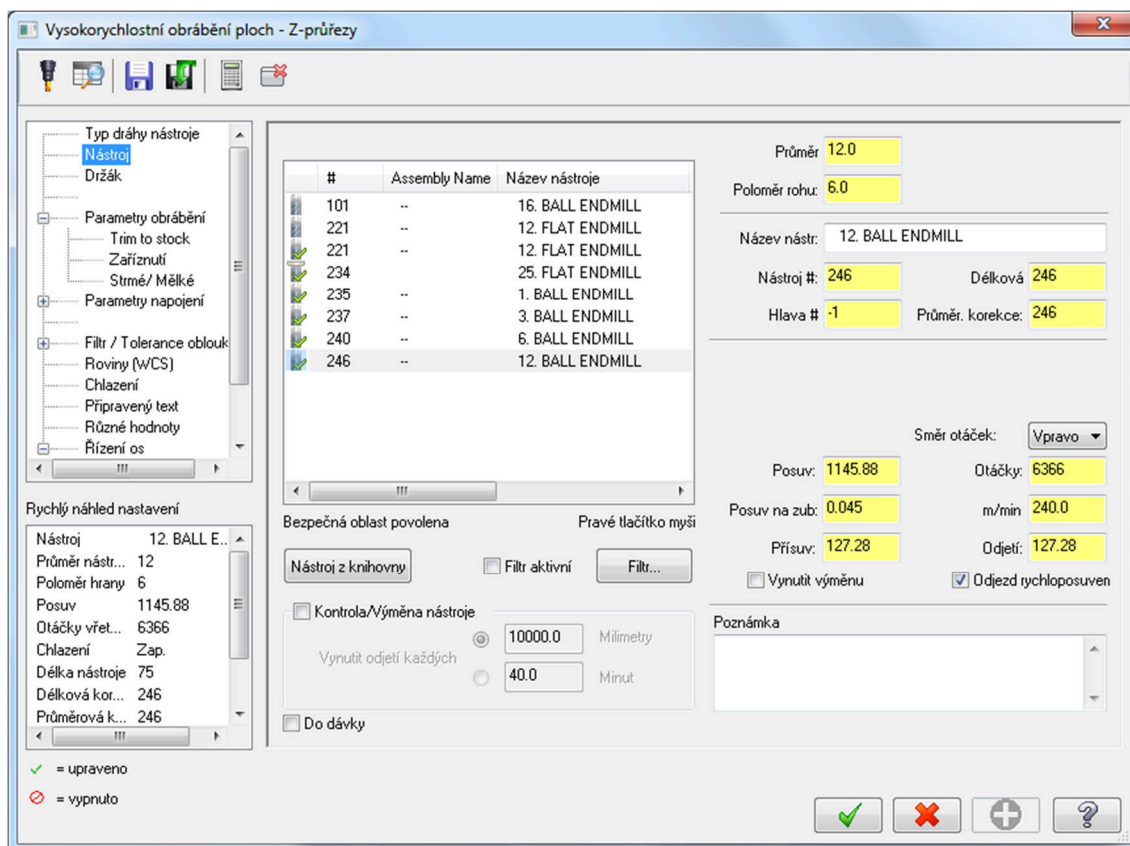 Vysokorychlostní obrábění ploch - Z-průřezy
Typ dráhy nástroje
Nástroj
Držák
Parametry obrábění
Trim to stock
Zaříznutí
Strmé/ Mělké
Parametry napojení
Filtr / Tolerance oblouk
Roviny (WCS)
Chlazení
Připravený text
Různé hodnoty
Řízení os
Rychlý náhled nastavení
Nástroj 12. BALL E..
Průměr nástr... 12
Poloměr hrany 6
Posuv 1145.88
Otáčky vřet... 6366
Chlazení Zap.
Délka nástroje 75
Délková kor... 246
Průměrová k... 246
= upraveno
= vypnuto
# Assembly Name Název nástroje
101 -- 16. BALL ENDMILL
221 -- 12. FLAT ENDMILL
221 -- 12. FLAT ENDMILL
234 25. FLAT ENDMILL
235 -- 1. BALL ENDMILL
237 -- 3. BALL ENDMILL
240 -- 6. BALL ENDMILL
246 -- 12. BALL ENDMILL
Bezpečná oblast povolena Pravé tlačítko myši
Nástroj z knihovny Filtr aktivní Filtr...
Kontrola/Výměna nástroje
Vynutit odjetí každých
10000.0 Milimetry
40.0 Minut
Do dávky
Průměr 12.0
Poloměr rohu: 6.0
Název nástr: 12. BALL ENDMILL
Nástroj #: 246 Délková 246
Hlava # -1 Průměr. korekce: 246
Směr otáček: Vpravo
Posuv: 1145.88 Otáčky: 6366
Posuv na zub: 0.045 m/min 240.0
Přísuv: 127.28 Odjetí: 127.28
Vynutit výměnu Odjezd rychloposuven
Poznámka